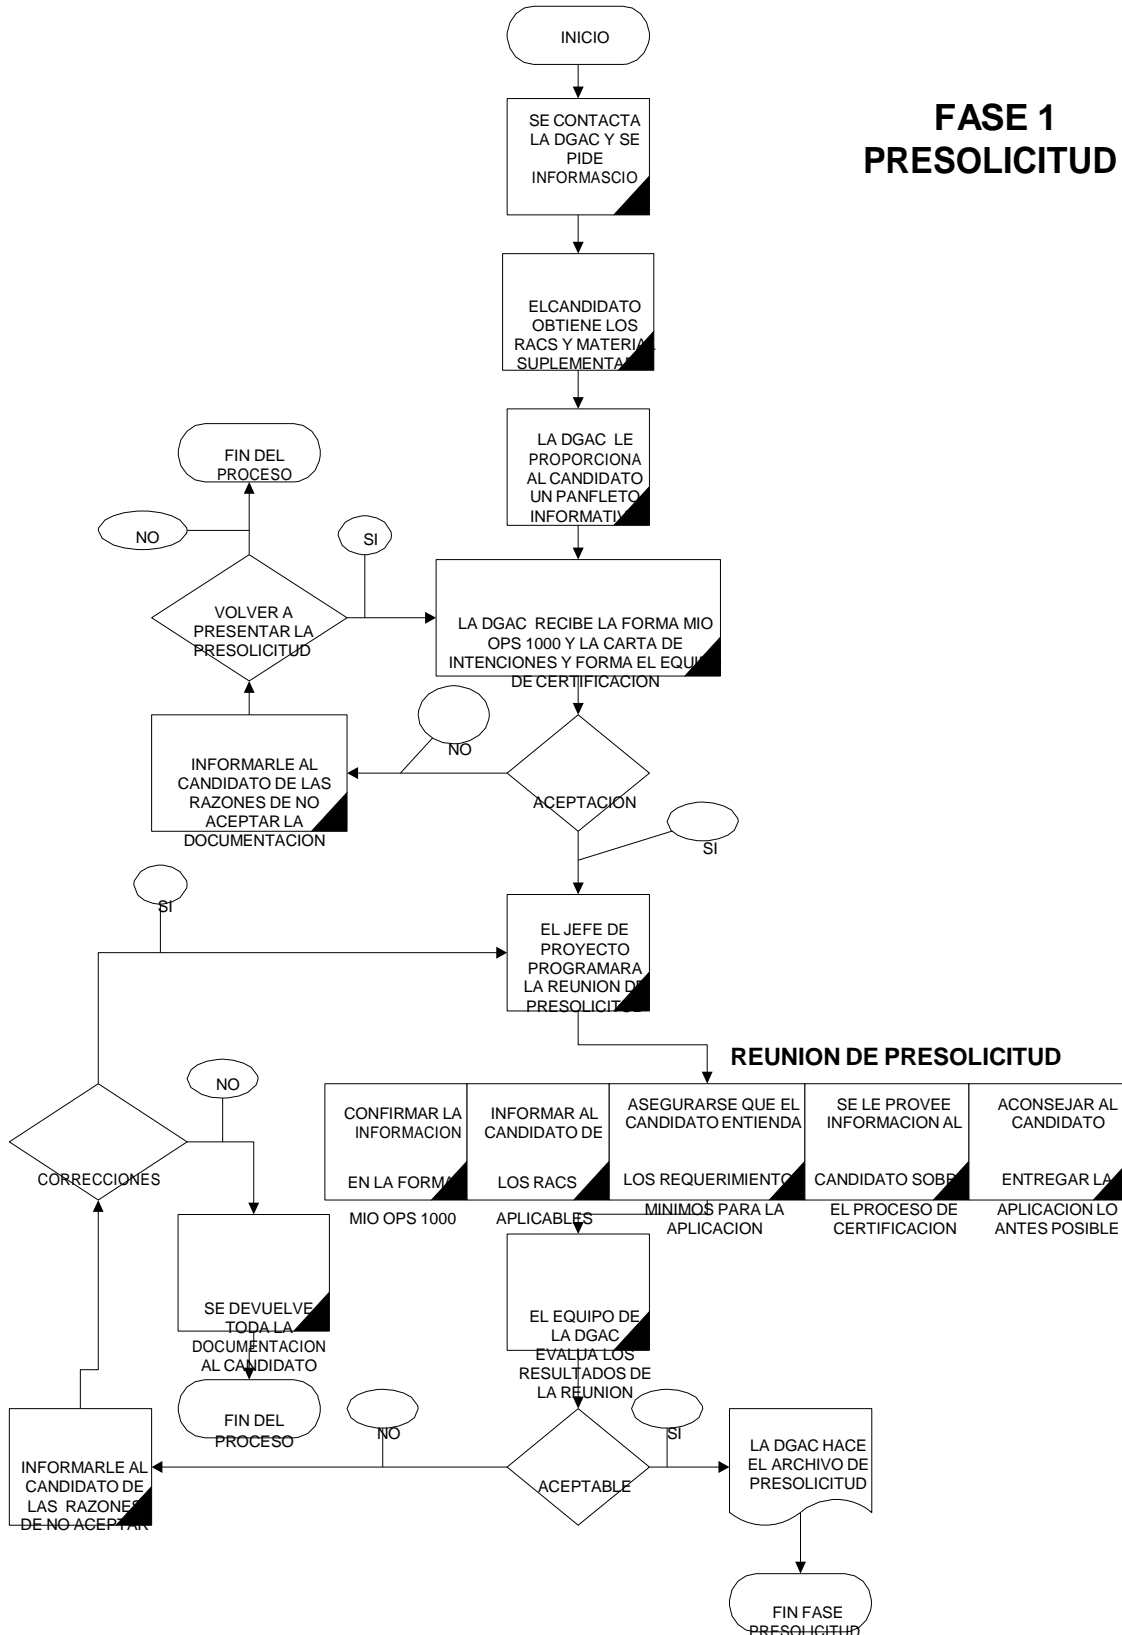 INICIO
FASE 1
PRESOLICITUD
SE CONTACTA
LA DGAC Y SE
PIDE
INFORMASCIO
ELCANDIDATO
OBTIENE LOS
RACS Y MATERIA
SUPLEMENTA
LA DGAC LE
PROPORCIONA
AL CANDIDATO
UN PANFLETO
INFORMATIV
FIN DEL
PROCESO
NO
SI
VOLVER A
PRESENTAR LA
PRESOLICITUD
LA DGAC RECIBE LA FORMA MIO
OPS 1000 Y LA CARTA DE
INTENCIONES Y FORMA EL EQUI
DE CERTIFICACION
NO
INFORMARLE AL
CANDIDATO DE LAS
RAZONES DE NO
ACEPTAR LA
DOCUMENTACION
ACEPTACION
SI
SI
EL JEFE DE
PROYECTO
PROGRAMARA
LA REUNION DE
PRESOLICITUD
REUNION DE PRESOLICITUD
NO
CORRECCIONES
CONFIRMAR LA
INFORMACION
EN LA FORMA
MIO OPS 1000
INFORMAR AL
CANDIDATO DE
LOS RACS
APLICABLES
ASEGURARSE QUE EL
CANDIDATO ENTIENDA
LOS REQUERIMIENTO
MINIMOS PARA LA
APLICACION
SE LE PROVEE
INFORMACION AL
CANDIDATO SOBRE
EL PROCESO DE
CERTIFICACION
ACONSEJAR AL
CANDIDATO
ENTREGAR LA
APLICACION LO
ANTES POSIBLE
SE DEVUELVE
TODA LA
DOCUMENTACION
AL CANDIDATO
EL EQUIPO DE
LA DGAC
EVALUA LOS
RESULTADOS DE
LA REUNION
FIN DEL
PROCESO
NO
SI
INFORMARLE AL
CANDIDATO DE
LAS RAZONES
DE NO ACEPTAR
ACEPTABLE
LA DGAC HACE
EL ARCHIVO DE
PRESOLICITUD
FIN FASE
PRESOLICITUD